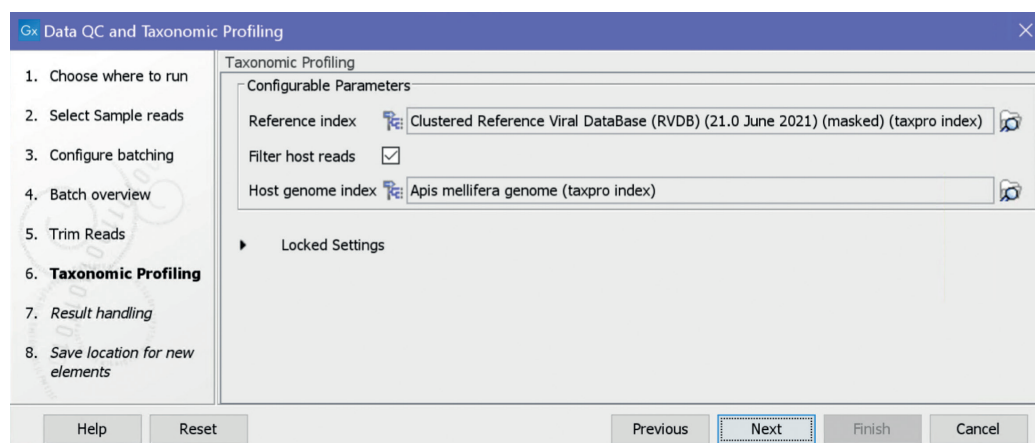 Gx Data QC and Taxonomic Profiling
1. Choose where to run
2. Select Sample reads
3. Configure batching
4. Batch overview
5. Trim Reads
6. Taxonomic Profiling
7. Result handling
8. Save location for new
elements
Taxonomic Profiling
Configurable Parameters
Reference index Clustered Reference Viral DataBase (RVDB) (21.0 June 2021) (masked) (taxpro index)
Filter host reads
Host genome index Apis mellifera genome (taxpro index)
Locked Settings
Help Reset Previous Next Finish Cancel